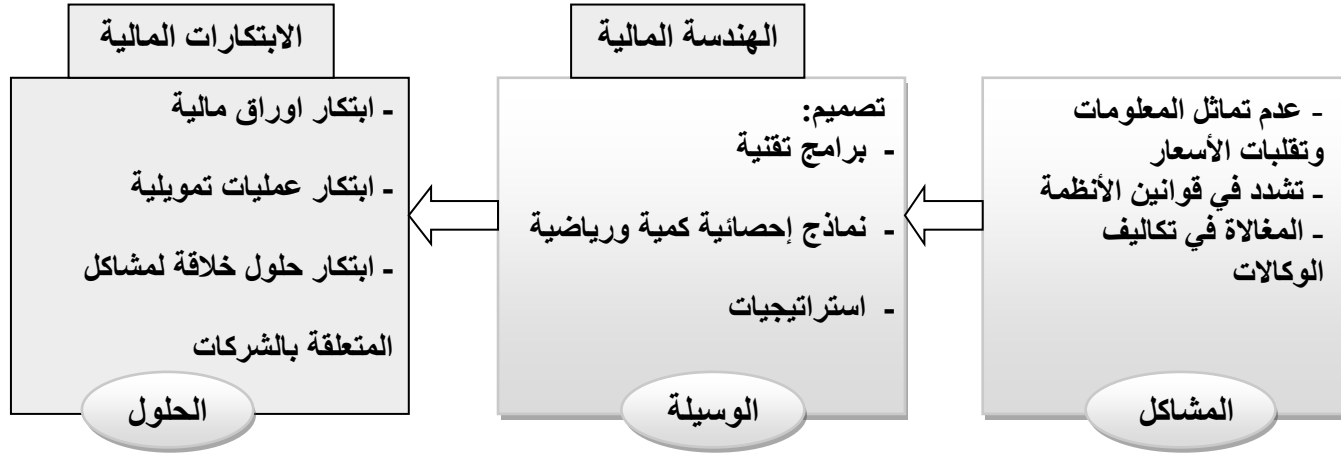 - عدم تماثل المعلومات
وتقلبات الأسعار
- تشدد في قوانين الأنظمة
- المغالاة في تكاليف
الوكالات
المشاكل
الهندسة المالية
تصميم:
- برامج تقنية
- نماذج إحصائية كمية ورياضية
- استراتيجيات
الوسيلة
الابتكارات المالية
- ابتكار اوراق مالية
- ابتكار عمليات تمويلية
- ابتكار حلول خلاقة لمشاكل
المتعلقة بالشركات
الحلول